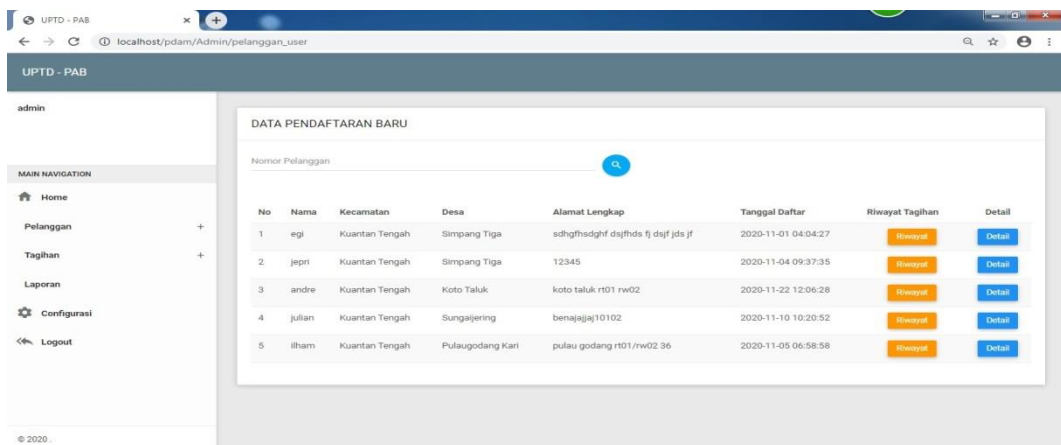 UPTD - PAB
localhost/pdam/Admin/pelanggan_user
UPTD - PAB
admin
MAIN NAVIGATION
Home
Pelanggan +
Tagihan +
Laporan
Configurasi
Logout
© 2020 .
DATA PENDAFTARAN BARU
Nomor Pelanggan
No Nama Kecamatan Desa Alamat Lengkap Tanggal Daftar Riwayat Tagihan Detail
1 egi Kuantan Tengah Simpang Tiga sdhgfhsdghf dsjfhds fj dsjf jds jf 2020-11-01 04:04:27 Riwayat Detail
2 jepri Kuantan Tengah Simpang Tiga 12345 2020-11-04 09:37:35 Riwayat Detail
3 andre Kuantan Tengah Koto Taluk koto taluk rt01 rw02 2020-11-22 12:06:28 Riwayat Detail
4 julian Kuantan Tengah Sungaijering benajajjaj10102 2020-11-10 10:20:52 Riwayat Detail
5 ilham Kuantan Tengah Pulaugodang Kari pulau godang rt01/rw02 36 2020-11-05 06:58:58 Riwayat Detail